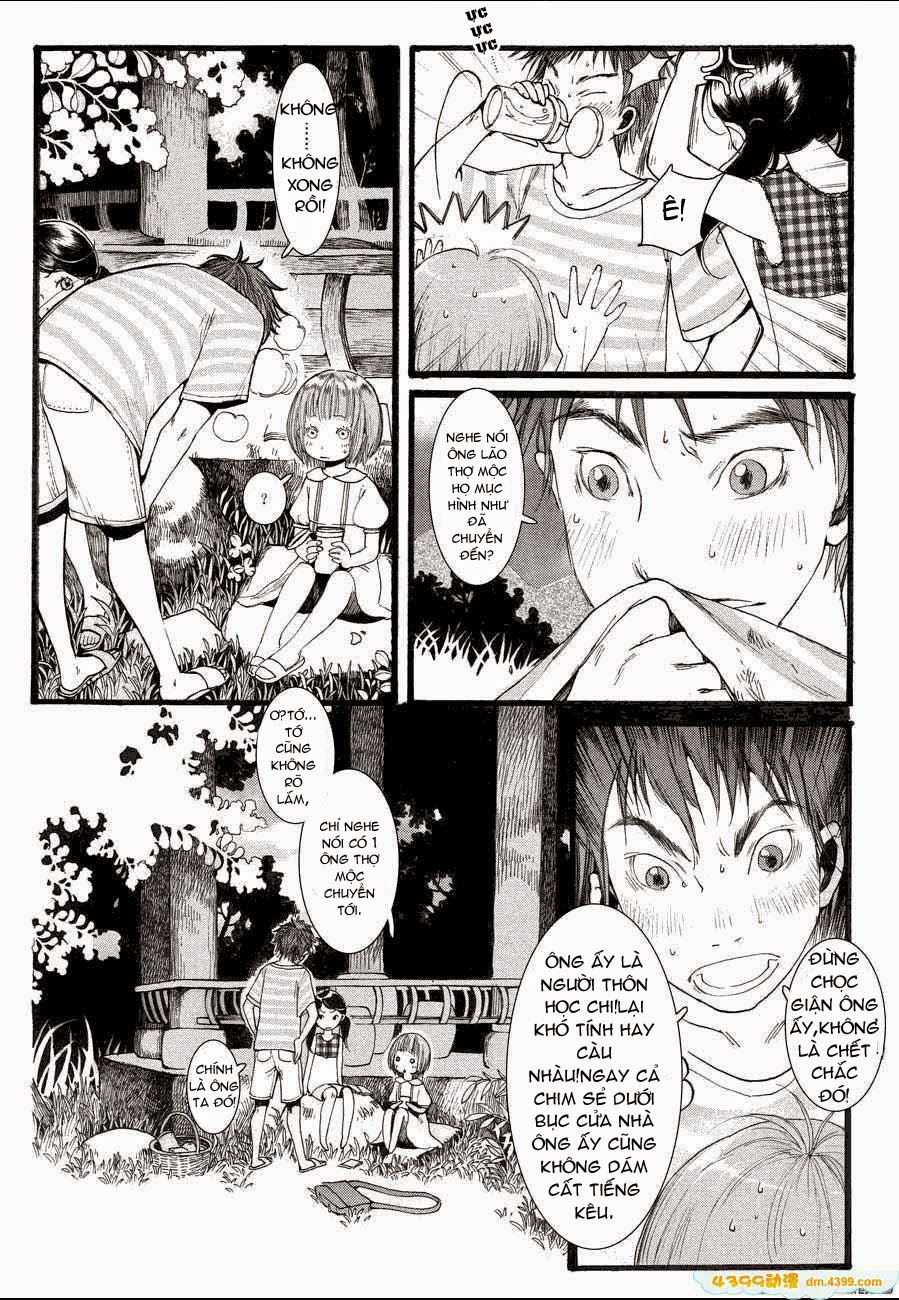 ỰC
ỰC
ỰC
Ê!
KHÔNG
......
KHÔNG
XONG
RỒI!
?
NGHE NÓI
ÔNG LÃO
THỢ MỘC
HỌ MỤC
HÌNH NHƯ
ĐÃ
CHUYỂN
ĐẾN?
Ơ?TỚ...
TỚ
CŨNG
KHÔNG
RÕ
LẮM,
CHỈ NGHE
NÓI CÓ 1
ÔNG THỢ
MỘC
CHUYỂN
TỚI.
CHÍNH
LÀ ÔNG
TA ĐÓ!
ÔNG ẤY LÀ
NGƯỜI THÔN
HỌC CHI!LẠI
KHÓ TÍNH HAY
CÀU
NHÀU!NGAY CẢ
CHIM SẺ DƯỚI
BỤC CỬA NHÀ
ÔNG ẤY CŨNG
KHÔNG DÁM
CẤT TIẾNG
KÊU.
ĐỪNG
CHỌC
GIẬN ÔNG
ẤY,KHÔNG
LÀ CHẾT
CHẮC
ĐÓ!
4399动漫 dm.4399.com